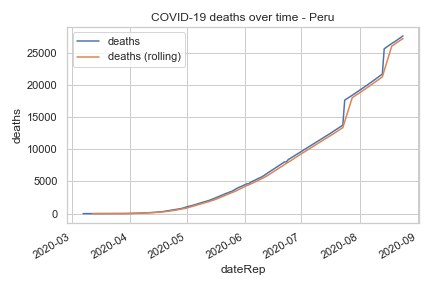 COVID-19 deaths over time - Peru
deaths
deaths (rolling)
25000
20000
15000
10000
5000
0
deaths
2020-03
2020-04
2020-05
2020-06
2020-07
2020-08
2020-09
dateRep